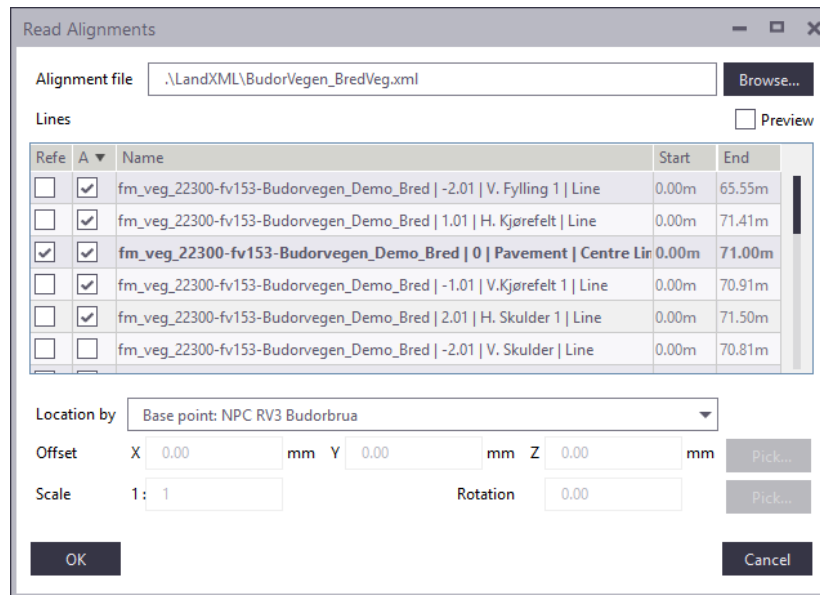 Read Alignments
Alignment file .\LandXML\BudorVegen_BredVeg.xml Browse...
Lines Preview
Refe A Name Start End
fm_veg_22300-fv153-Budorvegen_Demo_Bred | -2.01 | V. Fylling 1 | Line 0.00m 65.55m
fm_veg_22300-fv153-Budorvegen_Demo_Bred | 1.01 | H. Kjørefelt | Line 0.00m 71.41m
fm_veg_22300-fv153-Budorvegen_Demo_Bred | 0 | Pavement | Centre Lir 0.00m 71.00m
fm_veg_22300-fv153-Budorvegen_Demo_Bred | -1.01 | V.Kjørefelt 1 | Line 0.00m 70.91m
fm_veg_22300-fv153-Budorvegen_Demo_Bred | 2.01 | H. Skulder 1 | Line 0.00m 71.50m
fm_veg_22300-fv153-Budorvegen_Demo_Bred | -2.01 | V. Skulder | Line 0.00m 70.81m
Location by Base point: NPC RV3 Budorbrua
Offset X 0.00 mm Y 0.00 mm Z 0.00 mm Pick...
Scale 1: 1 Rotation 0.00 Pick...
OK Cancel